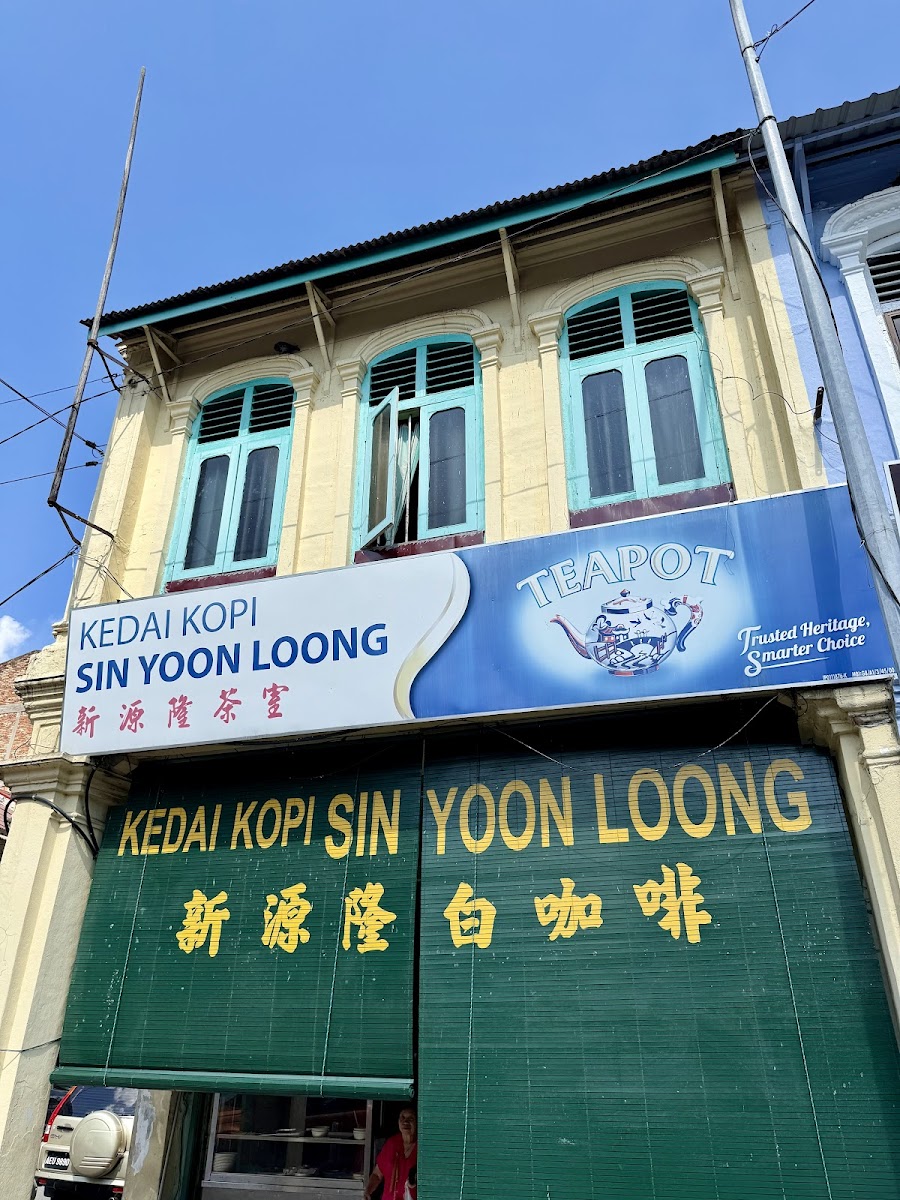 KEDAI KOPI
SIN YOON LOONG
新源隆茶室
TEAPOT
Trusted Heritage,
Smarter Choice
KEDAI KOPI SIN YOON LOONG
新源隆白咖啡